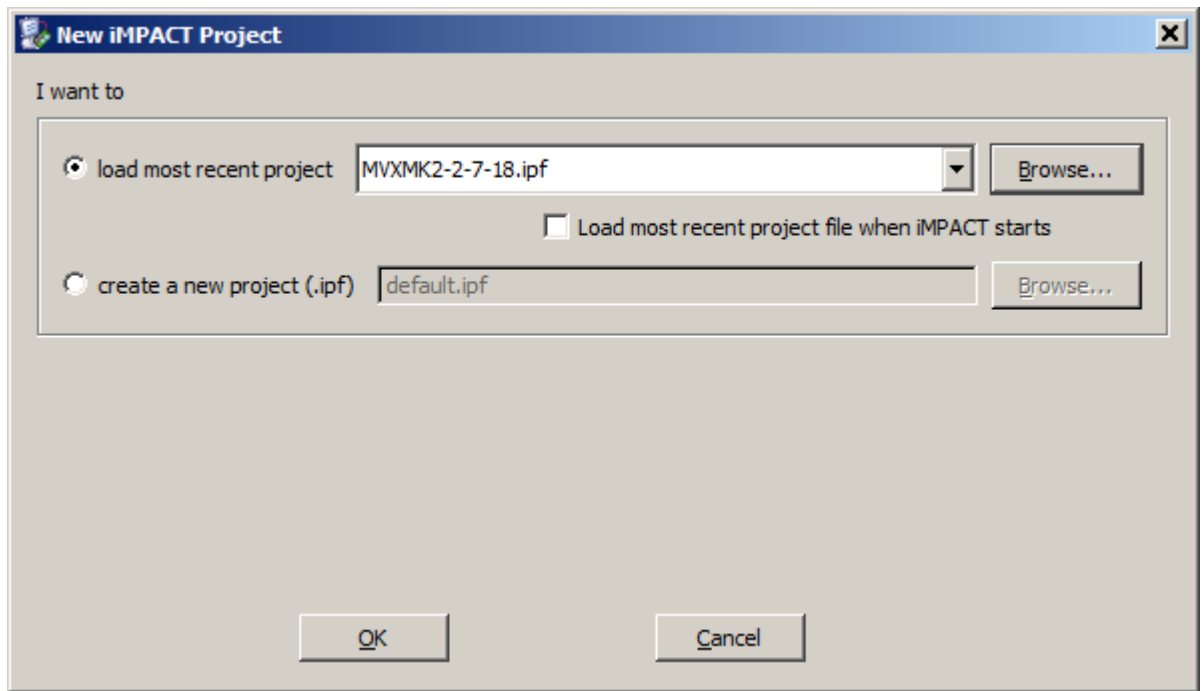 New iMPACT Project
I want to
load most recent project MVXMK2-2-7-18.ipf Browse...
Load most recent project file when iMPACT starts
create a new project (.ipf) default.ipf Browse...
OK Cancel